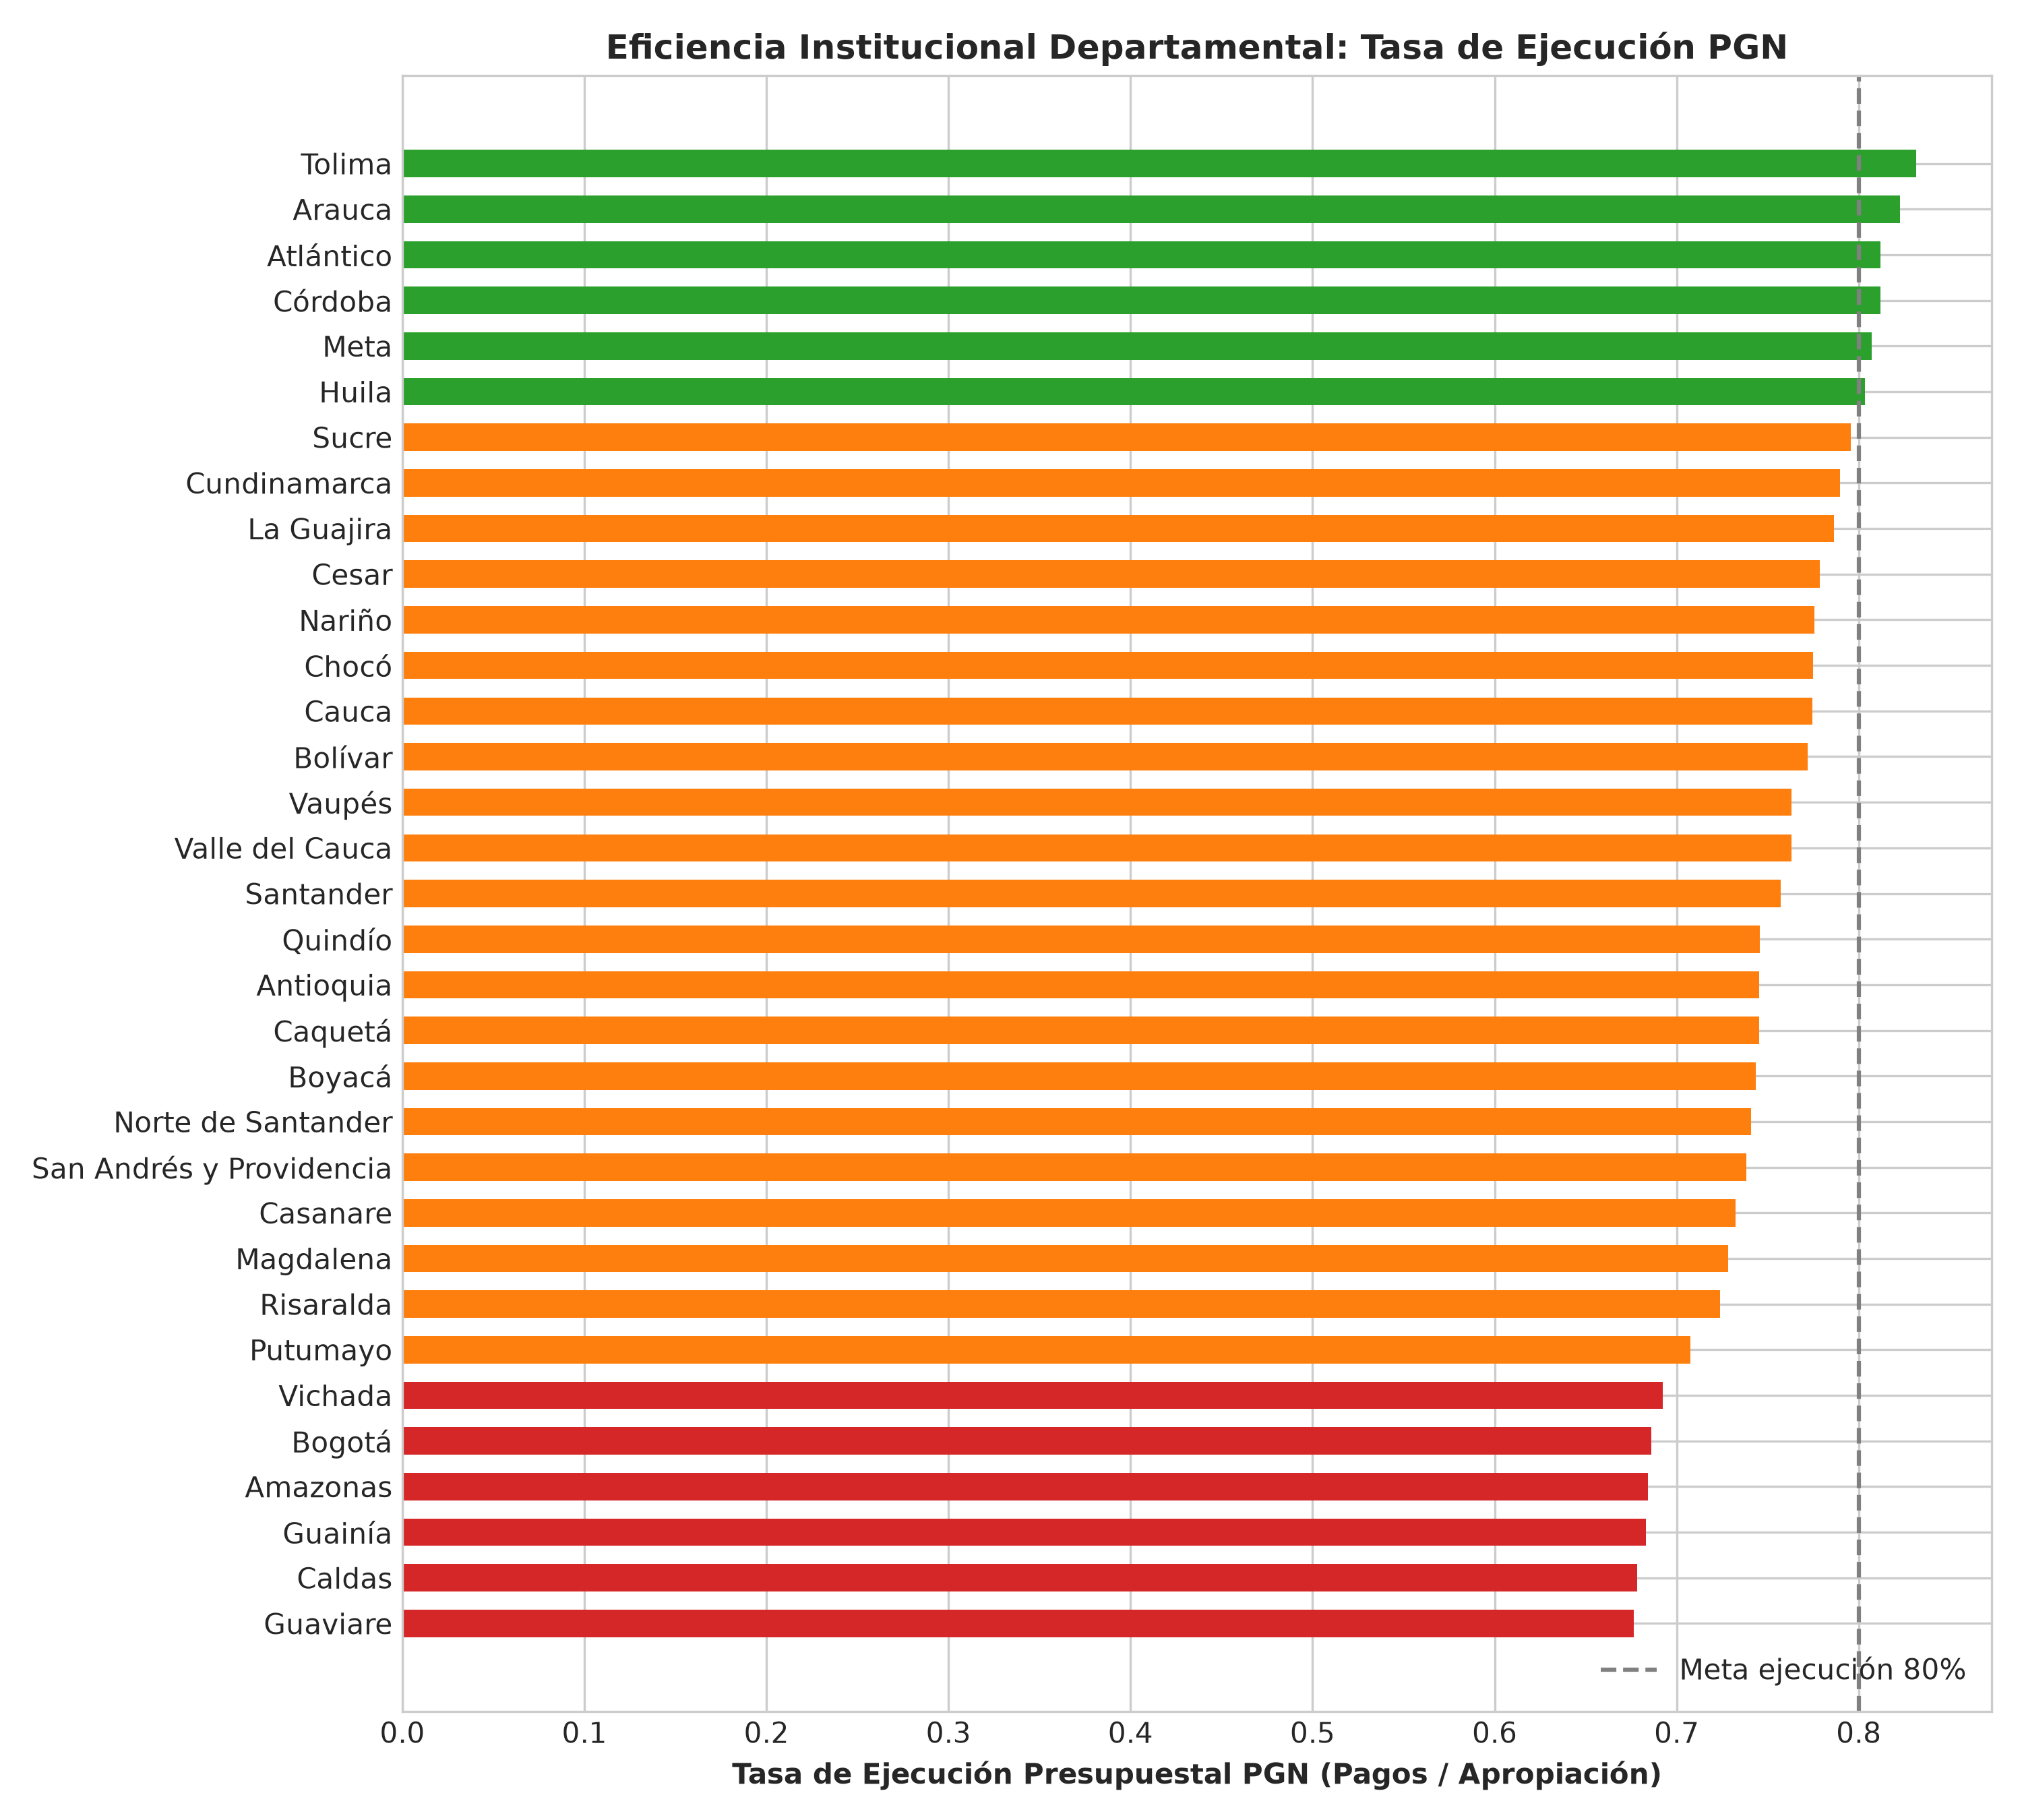 Eficiencia Institucional Departamental: Tasa de Ejecución PGN
Tolima
Arauca
Atlántico
Córdoba
Meta
Huila
Sucre
Cundinamarca
La Guajira
Cesar
Nariño
Chocó
Cauca
Bolívar
Vaupés
Valle del Cauca
Santander
Quindío
Antioquia
Caquetá
Boyacá
Norte de Santander
San Andrés y Providencia
Casanare
Magdalena
Risaralda
Putumayo
Vichada
Bogotá
Amazonas
Guainía
Caldas
Guaviare
Meta ejecución 80%
0.0 0.1 0.2 0.3 0.4 0.5 0.6 0.7 0.8
Tasa de Ejecución Presupuestal PGN (Pagos / Apropiación)